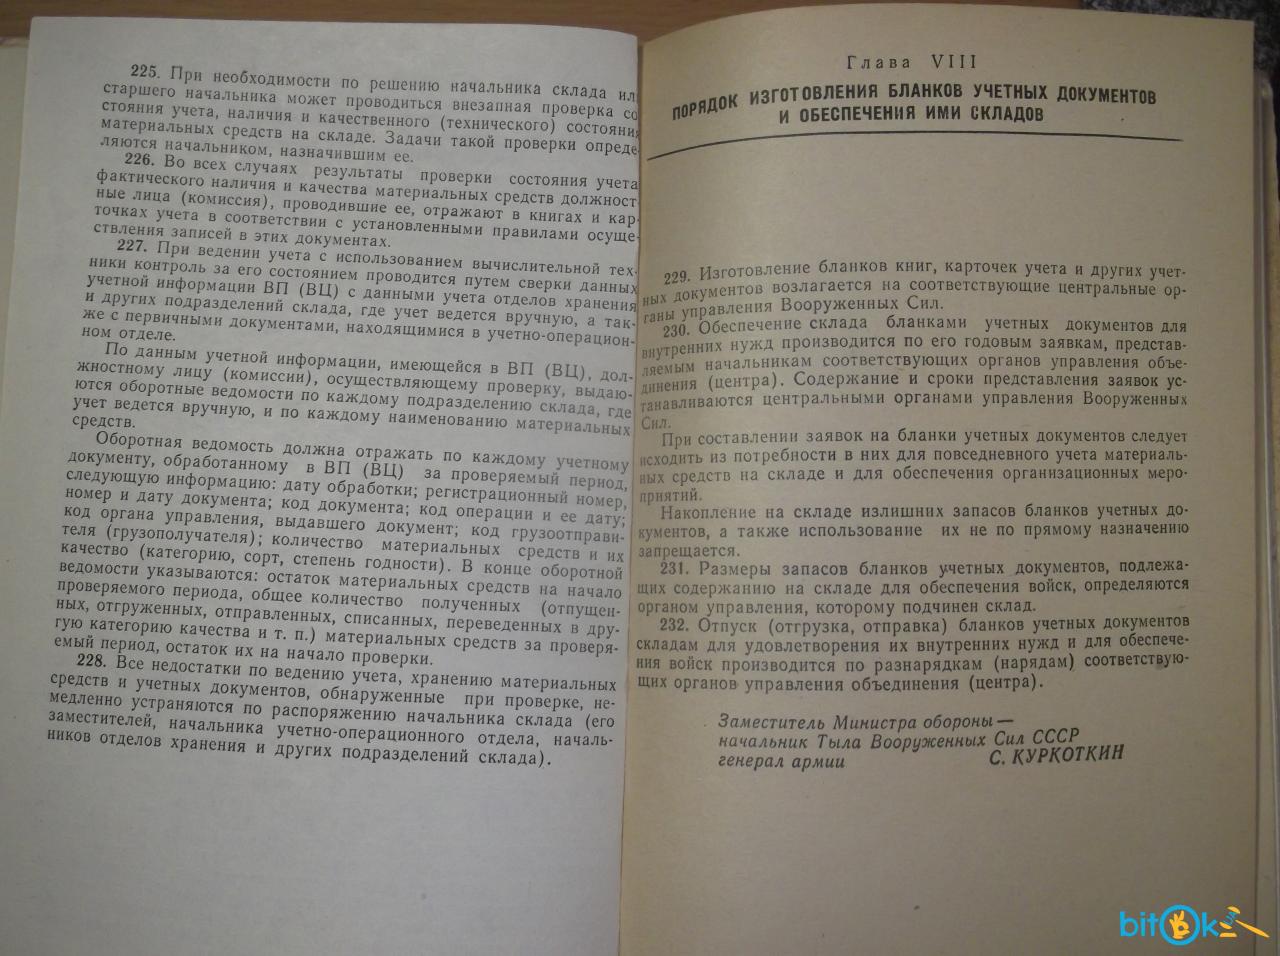 225. При необходимости по решению начальника склада или
старшего начальника может проводиться внезапная проверка со
стояния учета, наличия и качественного (технического) состояния
материальных средств на складе. Задачи такой проверки опреде-
ляются начальником, назначившим ее.
226. Во всех случаях результаты проверки состояния учета
фактического наличия и качества материальных средств должност-
ные лица (комиссия), проводившие ее, отражают в книгах и кар-
точках учета в соответствии с установленными правилами осуще-
ствления записей в этих документах.
227. При ведении учета с использованием вычислительной тех-
ники контроль за его состоянием проводится путем сверки данных
учетной информации ВП (ВЦ) с данными учета отделов хранения
и других подразделений склада, где учет ведется вручную, а так-
же с первичными документами, находящимися в учетно-операцион-
ном отделе.
По данным учетной информации, имеющейся в ВП (ВЦ), дол-
жностному лицу (комиссии), осуществляющему проверку, выдаю-
ются оборотные ведомости по каждому подразделению склада, где
учет ведется вручную, и по каждому наименованию материальных
средств.
Оборотная ведомость должна отражать по каждому учетному
документу, обработанному в ВП (ВЦ) за проверяемый период,
следующую информацию: дату обработки; регистрационный номер,
номер и дату документа; код документа; код операции и ее дату;
код органа управления, выдавшего документ; код грузоотправи-
теля (грузополучателя); количество материальных средств и их
качество (категорию, сорт, степень годности). В конце оборотной
ведомости указываются: остаток материальных средств на начало
проверяемого периода, общее количество полученных (отпущен-
ных, отгруженных, отправленных, списанных, переведенных в дру-
гую категорию качества и т. п.) материальных средств за проверя-
емый период, остаток их на начало проверки.
228. Все недостатки по ведению учета, хранению материальных
средств и учетных документов, обнаруженные при проверке, не-
медленно устраняются по распоряжению начальника склада (его
заместителей, начальника учетно-операционного отдела, началь-
ников отделов хранения и других подразделений склада).
Глава VIII
ПОРЯДОК ИЗГОТОВЛЕНИЯ БЛАНКОВ УЧЕТНЫХ ДОКУМЕНТОВ
И ОБЕСПЕЧЕНИЯ ИМИ СКЛАДОВ
229. Изготовление бланков книг, карточек учета и других учет-
ных документов возлагается на соответствующие центральные ор-
ганы управления Вооруженных Сил.
230. Обеспечение склада бланками учетных документов для
внутренних нужд производится по его годовым заявкам, представ-
ляемым начальникам соответствующих органов управления объе-
динения (центра). Содержание и сроки представления заявок ус-
танавливаются центральными органами управления Вооруженных
Сил.
При составлении заявок на бланки учетных документов следует
исходить из потребности в них для повседневного учета материаль-
ных средств на складе и для обеспечения организационных меро-
приятий.
Накопление на складе излишних запасов бланков учетных до-
кументов, а также использование их не по прямому назначению
запрещается.
231. Размеры запасов бланков учетных документов, подлежа-
щих содержанию на складе для обеспечения войск, определяются
органом управления, которому подчинен склад.
232. Отпуск (отгрузка, отправка) бланков учетных документов
складам для удовлетворения их внутренних нужд и для обеспече-
ния войск производится по разнарядкам (нарядам) соответствую-
щих органов управления объединения (центра).
Заместитель Министра обороны —
начальник Тыла Вооруженных Сил СССР
генерал армии С. КУРКОТКИН
bitOk